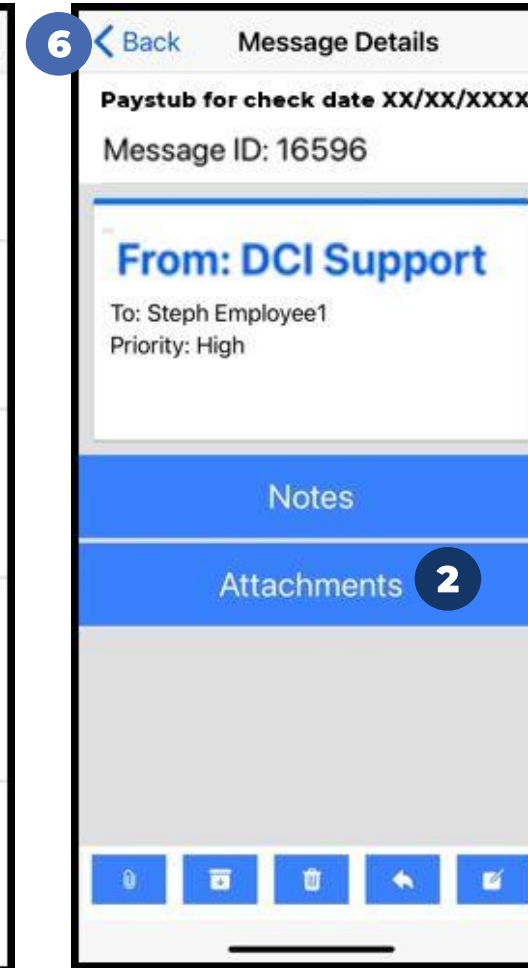 6 Back Message Details
Paystub for check date XX/XX/XXXX
Message ID: 16596
From: DCI Support
To: Steph Employee1
Priority: High
Notes
Attachments 2